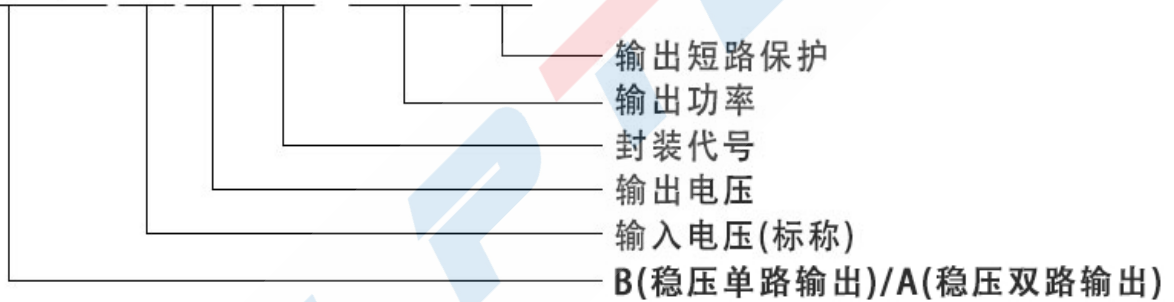 输出短路保护
输出功率
封装代号
输出电压
输入电压(标称)
B(稳压单路输出)/A(稳压双路输出)